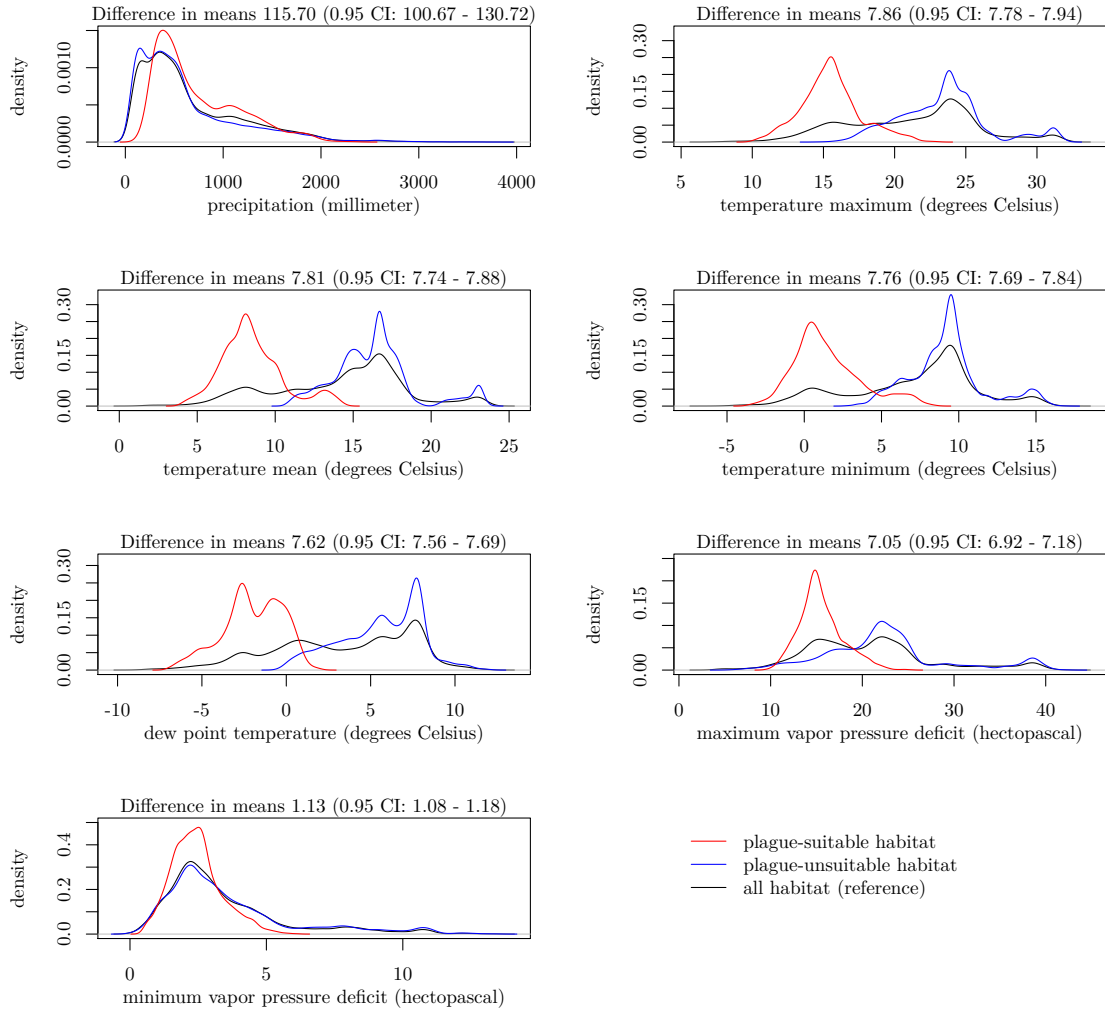 Difference in means 115.70 (0.95 CI: 100.67 - 130.72)
density
0.0000 0.0010
0 1000 2000 3000 4000
precipitation (millimeter)
Difference in means 7.86 (0.95 CI: 7.78 - 7.94)
density
0.00 0.15 0.30
5 10 15 20 25 30
temperature maximum (degrees Celsius)
Difference in means 7.81 (0.95 CI: 7.74 - 7.88)
density
0.00 0.15 0.30
0 5 10 15 20 25
temperature mean (degrees Celsius)
Difference in means 7.76 (0.95 CI: 7.69 - 7.84)
density
0.00 0.15 0.30
-5 0 5 10 15
temperature minimum (degrees Celsius)
Difference in means 7.62 (0.95 CI: 7.56 - 7.69)
density
0.00 0.15 0.30
-10 -5 0 5 10
dew point temperature (degrees Celsius)
Difference in means 7.05 (0.95 CI: 6.92 - 7.18)
density
0.00 0.15
0 10 20 30 40
maximum vapor pressure deficit (hectopascal)
Difference in means 1.13 (0.95 CI: 1.08 - 1.18)
density
0.0 0.2 0.4
0 5 10
minimum vapor pressure deficit (hectopascal)
plague-suitable habitat
plague-unsuitable habitat
all habitat (reference)